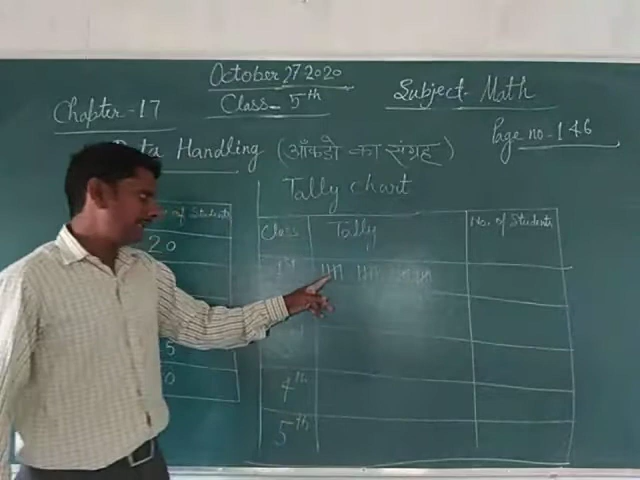 October 27 2020
Chapter-17
Class- 5th
Subject- Math
Page no-146
Data Handling (आँकडो का संग्रह)
Tally chart
No. of Students
20
5
0
Class Tally No. of Students
1st
4th
5th